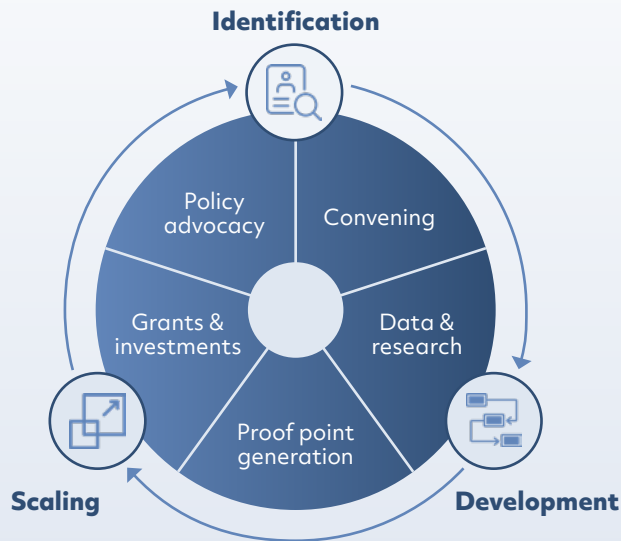 Identification
Policy
advocacy
Convening
Grants &
investments
Data &
research
Proof point
generation
Scaling
Development